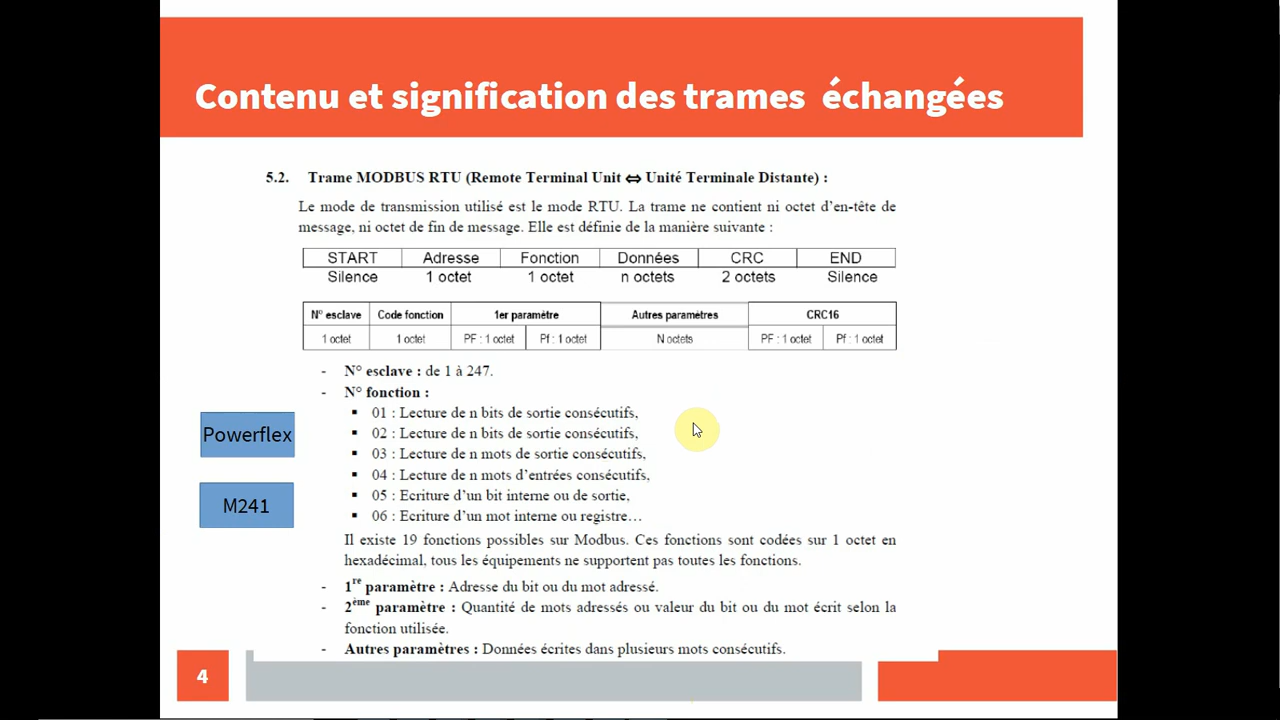 Contenu et signification des trames échangées
5.2. Trame MODBUS RTU (Remote Terminal Unit ⇔ Unité Terminale Distante) :
Le mode de transmission utilisé est le mode RTU. La trame ne contient ni octet d'en-tête de
message, ni octet de fin de message. Elle est définie de la manière suivante :
START Adresse Fonction Données CRC END
Silence 1 octet 1 octet n octets 2 octets Silence
N° esclave Code fonction 1er paramètre Autres paramètres CRC16
1 octet 1 octet PF : 1 octet Pf : 1 octet N octets PF : 1 octet Pf : 1 octet
- N° esclave : de 1 à 247.
- N° fonction :
▪ 01 : Lecture de n bits de sortie consécutifs,
▪ 02 : Lecture de n bits de sortie consécutifs,
▪ 03 : Lecture de n mots de sortie consécutifs,
▪ 04 : Lecture de n mots d'entrées consécutifs,
▪ 05 : Ecriture d'un bit interne ou de sortie,
▪ 06 : Ecriture d'un mot interne ou registre…
Powerflex
M241
Il existe 19 fonctions possibles sur Modbus. Ces fonctions sont codées sur 1 octet en
hexadécimal, tous les équipements ne supportent pas toutes les fonctions.
- 1re paramètre : Adresse du bit ou du mot adressé.
- 2ème paramètre : Quantité de mots adressés ou valeur du bit ou du mot écrit selon la
fonction utilisée.
- Autres paramètres : Données écrites dans plusieurs mots consécutifs.
4